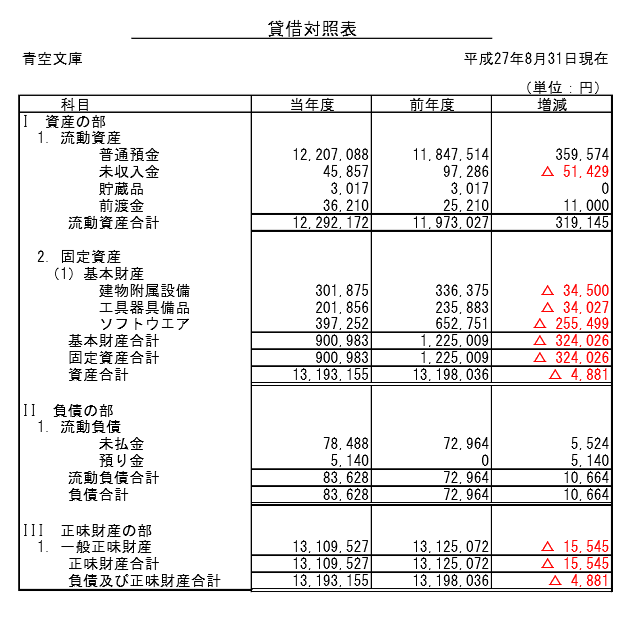 貸借対照表
青空文庫 平成27年8月31日現在
（単位：円）
科目 当年度 前年度 増減
I 資産の部
1. 流動資産
普通預金 12,207,088 11,847,514 359,574
未収入金 45,857 97,286 △ 51,429
貯蔵品 3,017 3,017 0
前渡金 36,210 25,210 11,000
流動資産合計 12,292,172 11,973,027 319,145
2. 固定資産
(1) 基本財産
建物附属設備 301,875 336,375 △ 34,500
工具器具備品 201,856 235,883 △ 34,027
ソフトウエア 397,252 652,751 △ 255,499
基本財産合計 900,983 1,225,009 △ 324,026
固定資産合計 900,983 1,225,009 △ 324,026
資産合計 13,193,155 13,198,036 △ 4,881
II 負債の部
1. 流動負債
未払金 78,488 72,964 5,524
預り金 5,140 0 5,140
流動負債合計 83,628 72,964 10,664
負債合計 83,628 72,964 10,664
III 正味財産の部
1. 一般正味財産 13,109,527 13,125,072 △ 15,545
正味財産合計 13,109,527 13,125,072 △ 15,545
負債及び正味財産合計 13,193,155 13,198,036 △ 4,881